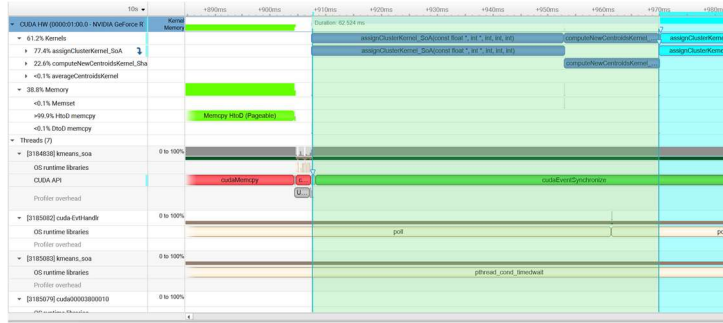 10s
+890ms +900ms +910ms +920ms +930ms +940ms +950ms +960ms +970ms +980ms
CUDA HW (0000:01:00.0 - NVIDIA GeForce R
Kernel
Memory
Duration: 62.524 ms
61.2% Kernels
assignClusterKernel_SoA(const float *, int *, int, int, int) computeNewCentroidsKernel_... assignClusterKerne
77.4% assignClusterKernel_SoA
assignClusterKernel_SoA(const float *, int *, int, int, int) assignClusterKerne
22.6% computeNewCentroidsKernel_Sha
computeNewCentroidsKernel_...
<0.1% averageCentroidsKernel
38.8% Memory
<0.1% Memset
>99.9% HtoD memcpy
Memcpy HtoD (Pageable)
<0.1% DtoD memcpy
Threads (7)
[3184838] kmeans_soa
0 to 100%
OS runtime libraries
CUDA API
cudaMemcpy c... cudaEventSynchronize
Profiler overhead
U...
[3185082] cuda-EvtHandlr
0 to 100%
OS runtime libraries
poll po
Profiler overhead
[3185083] kmeans_soa
0 to 100%
OS runtime libraries
pthread_cond_timedwait
Profiler overhead
[3185079] cuda00003800010
0 to 100%